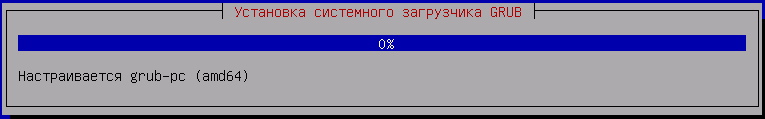 Установка системного загрузчика GRUB
0%
Настраивается grub-pc (amd64)